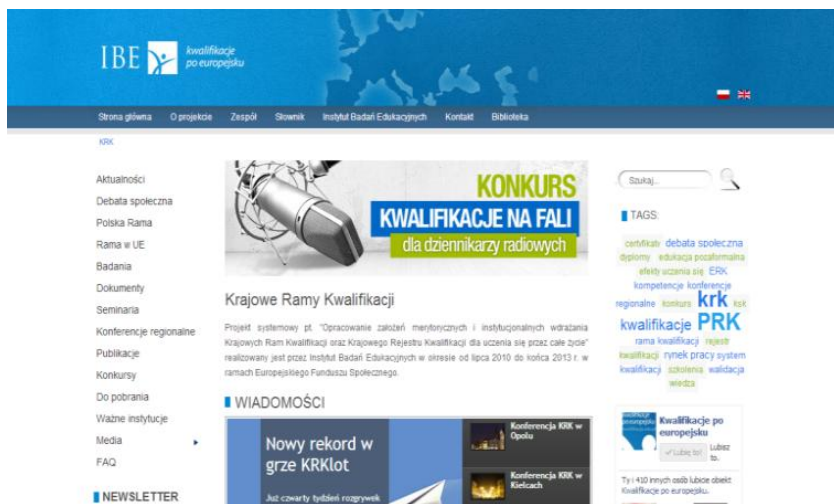 IBE
kwalifikacje
po europejsku
Strona główna O projekcie Zespół Słownik Instytut Badań Edukacyjnych Kontakt Biblioteka
KRK
Aktualności
Debata społeczna
Polska Rama
Rama w UE
Badania
Dokumenty
Seminaria
Konferencje regionalne
Publikacje
Konkursy
Do pobrania
Ważne instytucje
Media
FAQ
NEWSLETTER
KONKURS
KWALIFIKACJE NA FALI
dla dziennikarzy radiowych
Krajowe Ramy Kwalifikacji
Projekt systemowy pt. "Opracowanie założeń merytorycznych i instytucjonalnych wdrażania
Krajowych Ram Kwalifikacji oraz Krajowego Rejestru Kwalifikacji dla uczenia się przez całe życie"
realizowany jest przez Instytut Badań Edukacyjnych w okresie od lipca 2010 do końca 2013 r. w
ramach Europejskiego Funduszu Społecznego.
WIADOMOŚCI
Nowy rekord w
grze KRKlot
Już czwarty tydzień rozgrywek
Konferencja KRK w
Opolu
Konferencja KRK w
Kielcach
Szukaj...
TAGS:
certyfikaty debata społeczna
dyplomy edukacja pozaformalna
efekty uczenia się ERK
kompetencje konferencje
regionalne konkurs krk ksk
kwalifikacje PRK
rama kwalifikacji rejestr
kwalifikacji rynek pracy system
kwalifikacji szkolenia walidacja
wiedza
Kwalifikacje po
europejsku
Lubię to! Lubisz
to.
Ty i 410 innych osób lubicie obiekt
Kwalifikacje po europejsku.